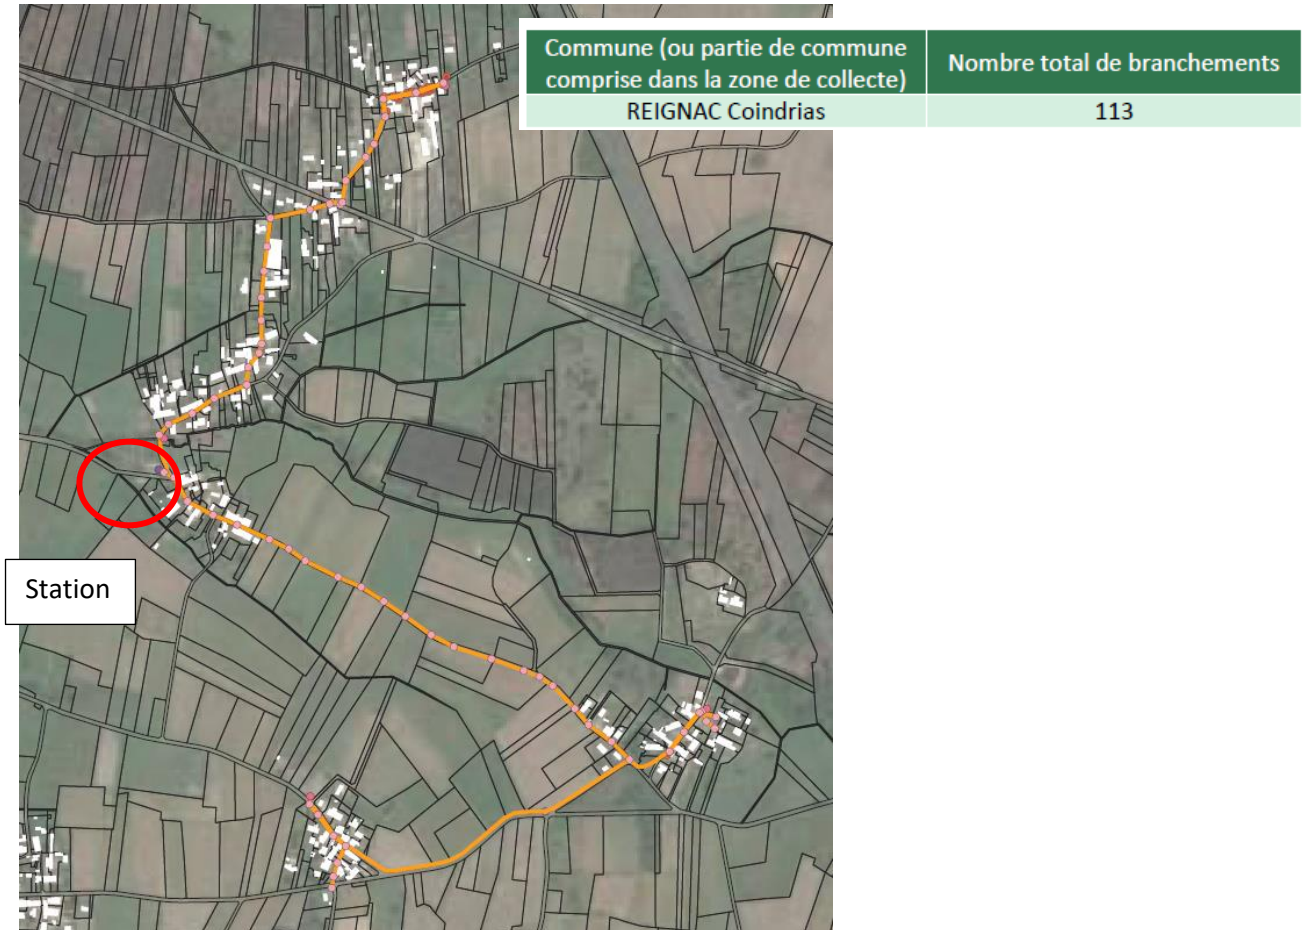 Commune (ou partie de commune
comprise dans la zone de collecte)
Nombre total de branchements
REIGNAC Coindrias
113
Station